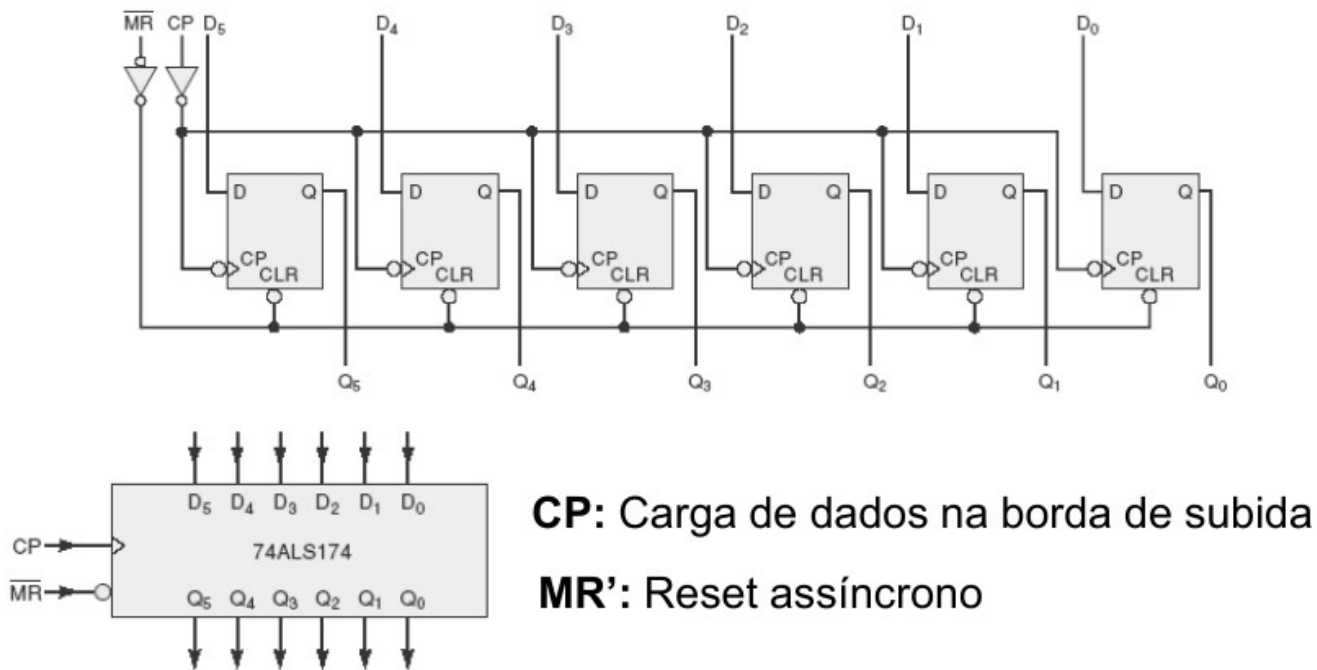 M̅R̅ CP D₅ D₄ D₃ D₂ D₁ D₀
D Q D Q D Q D Q D Q D Q
CP CP CP CP CP CP
CLR CLR CLR CLR CLR CLR
Q₅ Q₄ Q₃ Q₂ Q₁ Q₀
D₅ D₄ D₃ D₂ D₁ D₀
CP 74ALS174
M̅R̅
Q₅ Q₄ Q₃ Q₂ Q₁ Q₀
CP: Carga de dados na borda de subida
MR’: Reset assíncrono